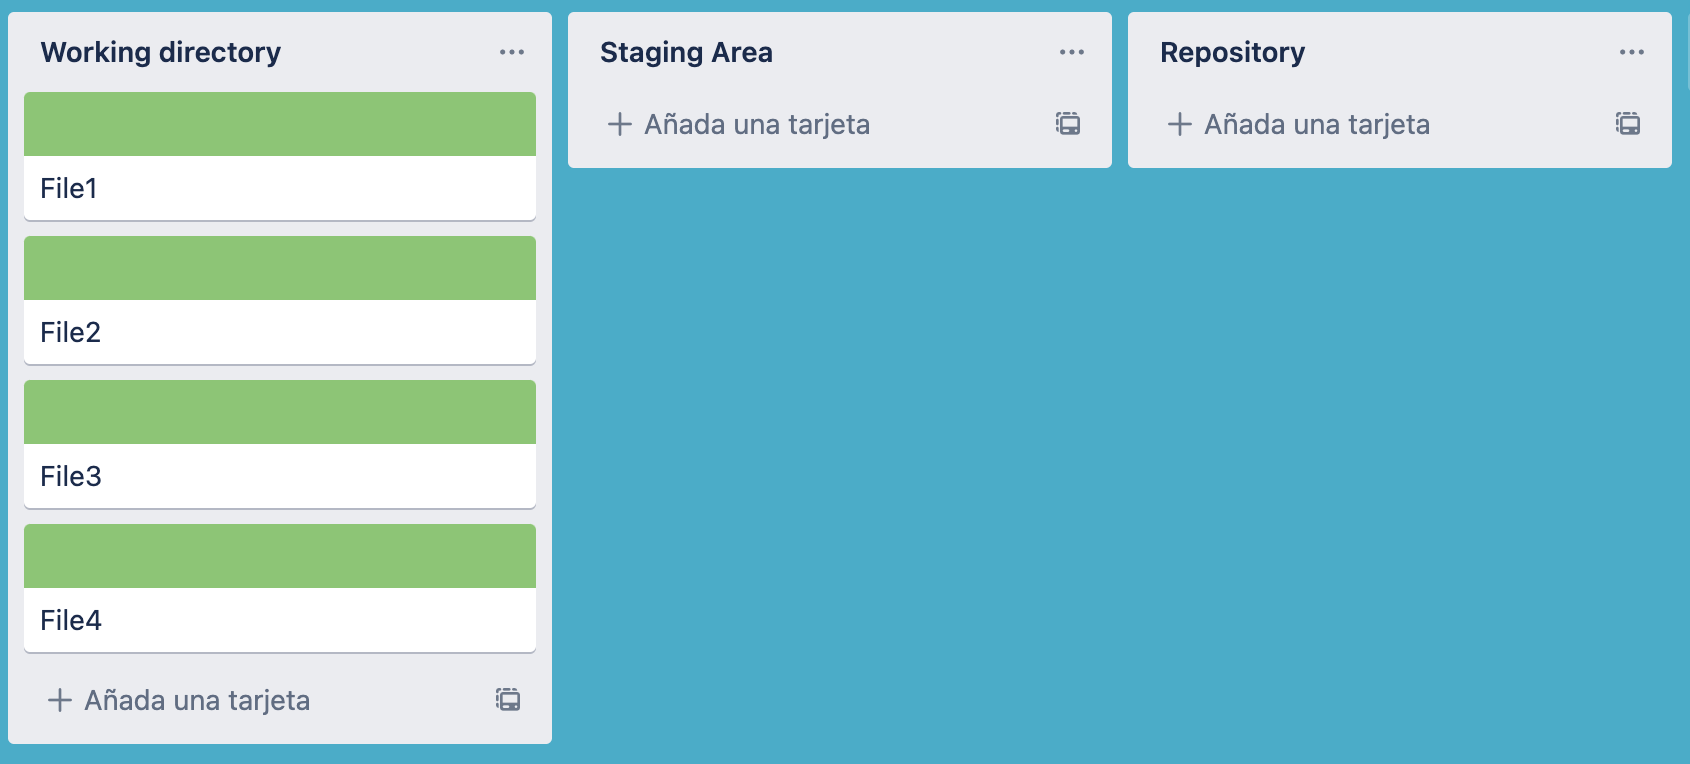 Working directory
File1
File2
File3
File4
Añada una tarjeta
Staging Area
Añada una tarjeta
Repository
Añada una tarjeta